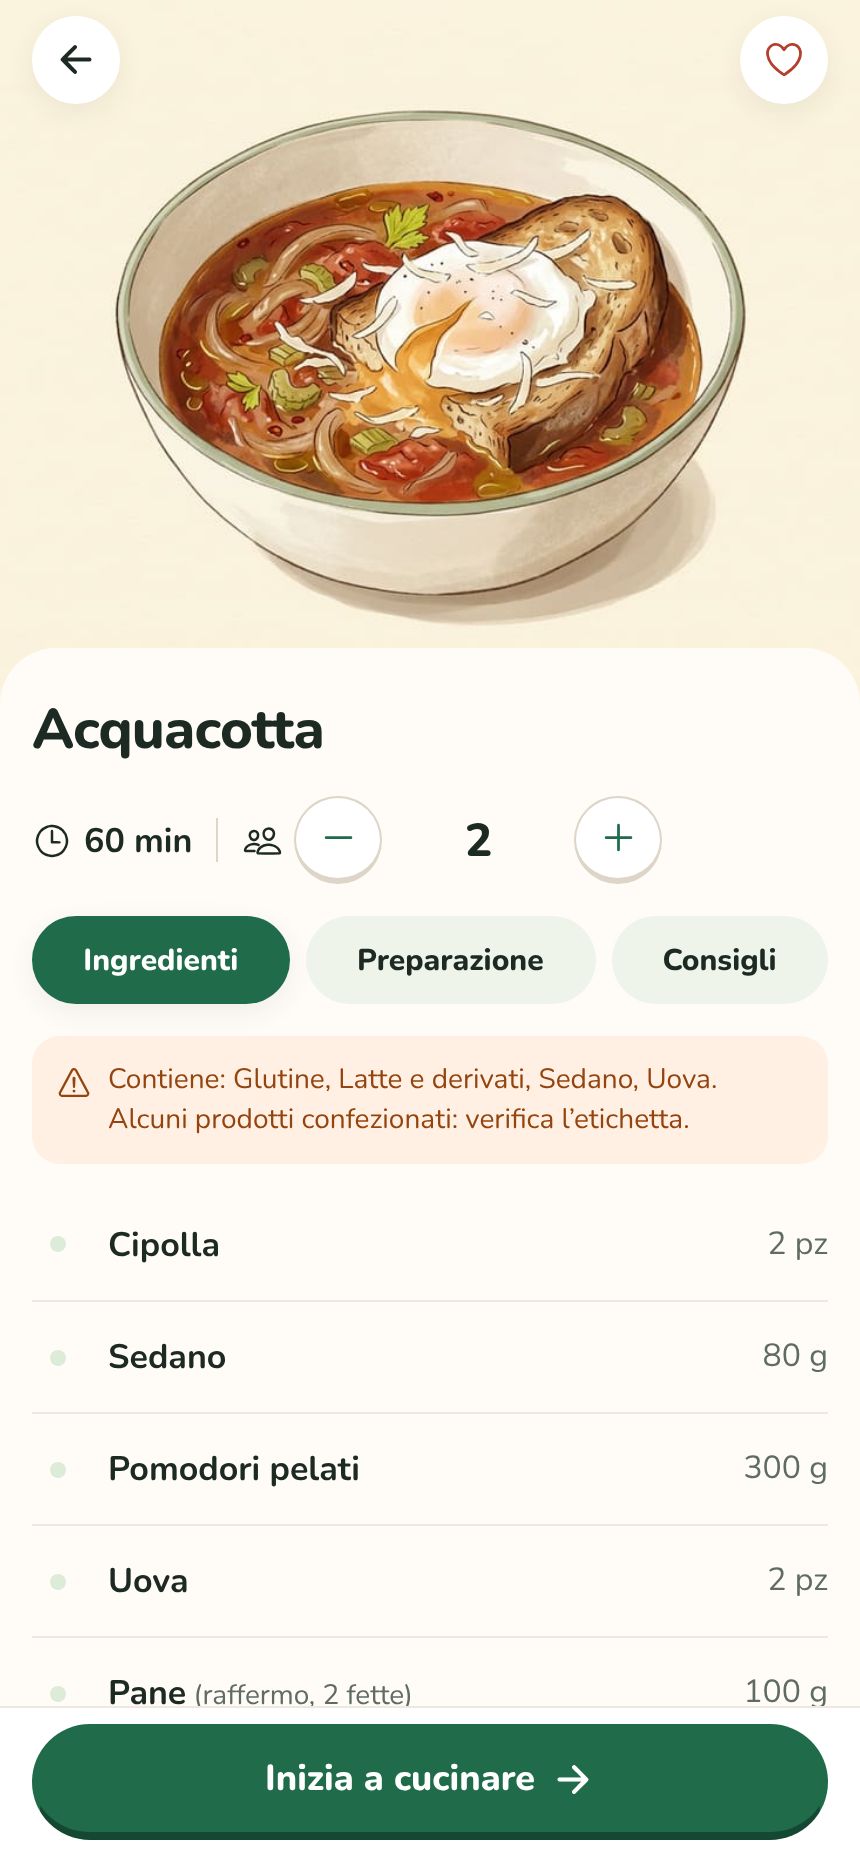 Acquacotta
60 min
2
Ingredienti Preparazione Consigli
Contiene: Glutine, Latte e derivati, Sedano, Uova.
Alcuni prodotti confezionati: verifica l’etichetta.
Cipolla 2 pz
Sedano 80 g
Pomodori pelati 300 g
Uova 2 pz
Pane (raffermo, 2 fette) 100 g
Inizia a cucinare →